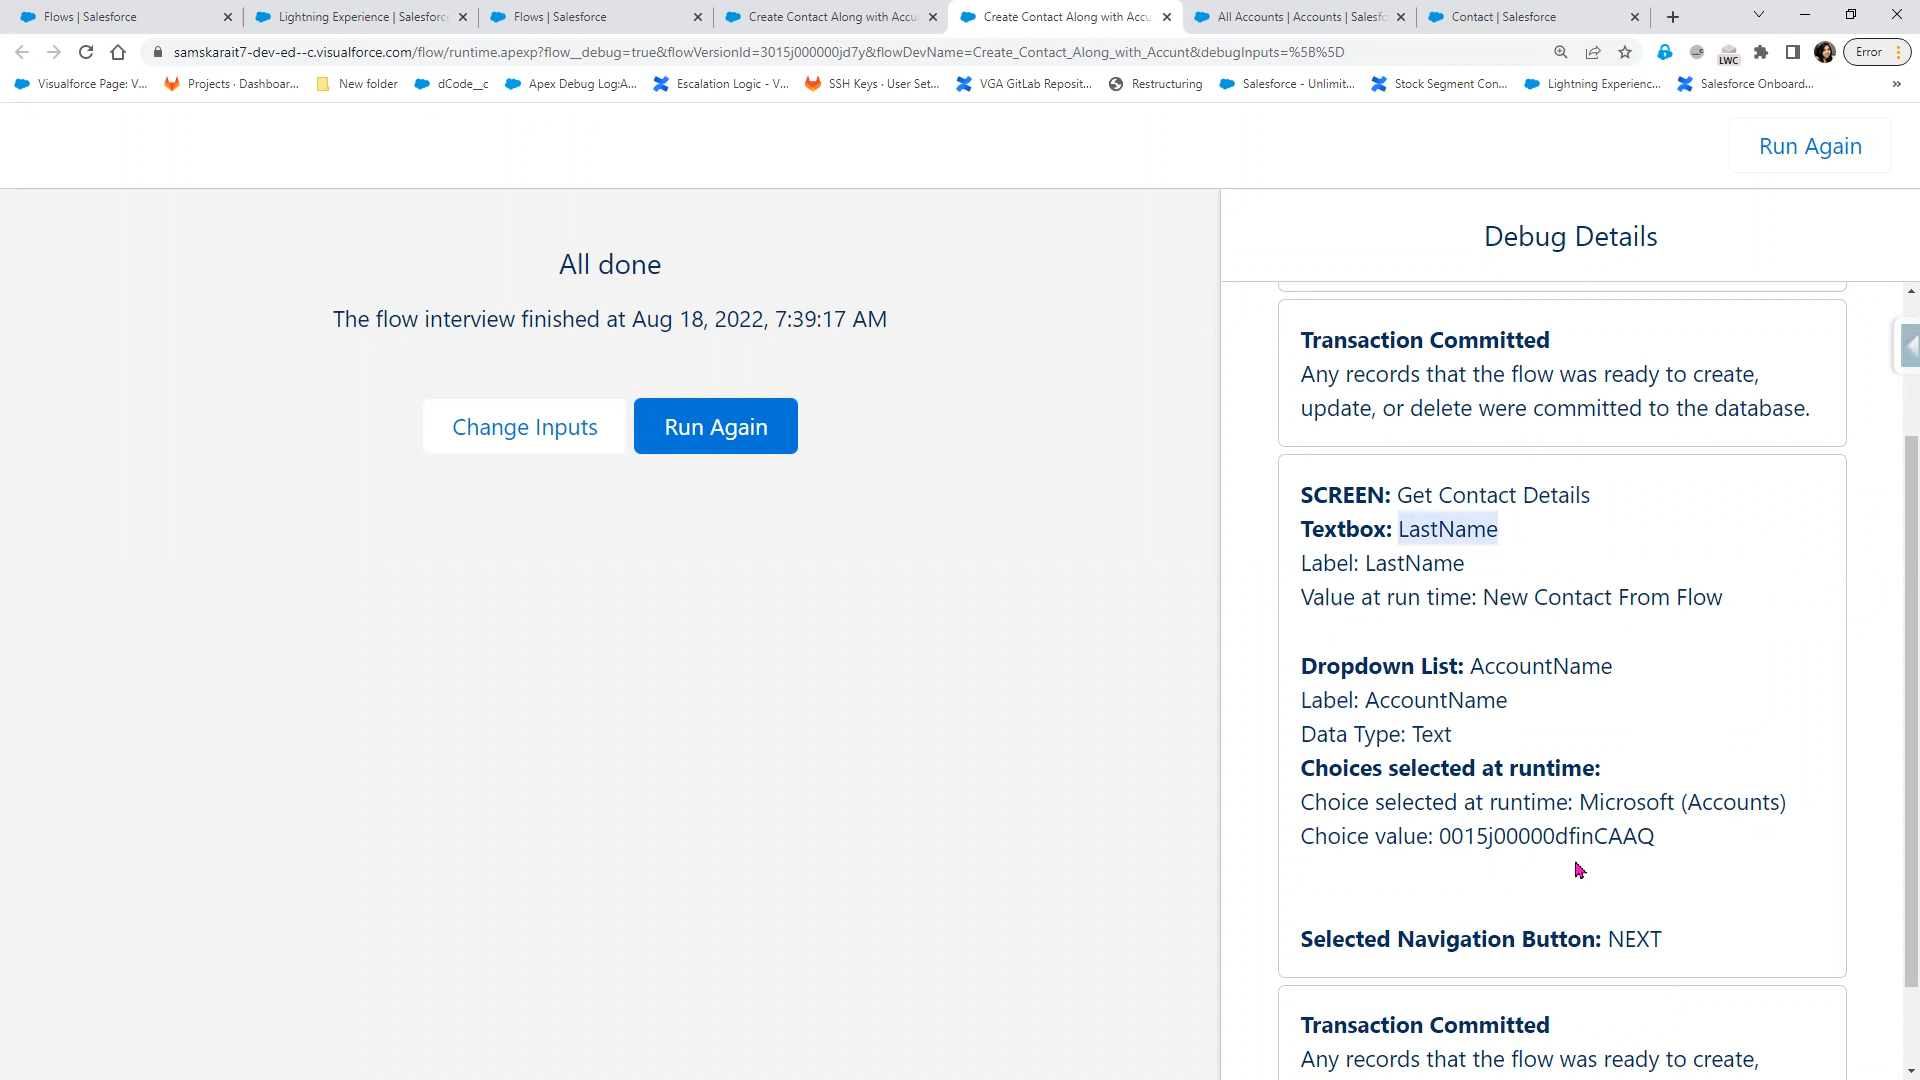 Flows | Salesforce
Lightning Experience | Salesforce
Flows | Salesforce
Create Contact Along with Accu
Create Contact Along with Accu
All Accounts | Accounts | Salesfo
Contact | Salesforce
samskarait7-dev-ed--c.visualforce.com/flow/runtime.apexp?flow__debug=true&flowVersionId=3015j000000jd7y&flowDevName=Create_Contact_Along_with_Accunt&debugInputs=%5B%5D
LWC
Error
Visualforce Page: V...
Projects · Dashboar...
New folder
dCode__c
Apex Debug Log:A...
Escalation Logic - V...
SSH Keys · User Set...
VGA GitLab Reposit...
Restructuring
Salesforce - Unlimit...
Stock Segment Con...
Lightning Experienc...
Salesforce Onboard...
»
Run Again
All done
The flow interview finished at Aug 18, 2022, 7:39:17 AM
Change Inputs
Run Again
Debug Details
Transaction Committed
Any records that the flow was ready to create,
update, or delete were committed to the database.
SCREEN: Get Contact Details
Textbox: LastName
Label: LastName
Value at run time: New Contact From Flow
Dropdown List: AccountName
Label: AccountName
Data Type: Text
Choices selected at runtime:
Choice selected at runtime: Microsoft (Accounts)
Choice value: 0015j00000dfinCAAQ
Selected Navigation Button: NEXT
Transaction Committed
Any records that the flow was ready to create,